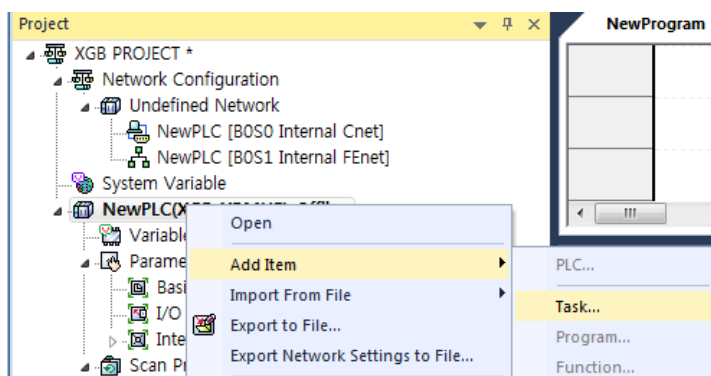 Project
NewProgram
XGB PROJECT *
Network Configuration
Undefined Network
NewPLC [B0S0 Internal Cnet]
NewPLC [B0S1 Internal FEnet]
System Variable
Open
Add Item
Import From File
Export to File...
Export Network Settings to File...
PLC...
Task...
Program...
Function...
I/O